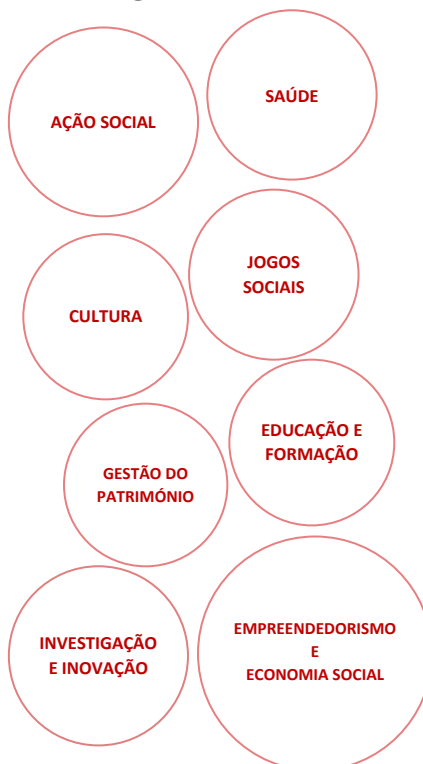 AÇÃO SOCIAL
SAÚDE
CULTURA
JOGOS
SOCIAIS
GESTÃO DO
PATRIMÓNIO
EDUCAÇÃO E
FORMAÇÃO
INVESTIGAÇÃO
E INOVAÇÃO
EMPREENDEDORISMO
E
ECONOMIA SOCIAL